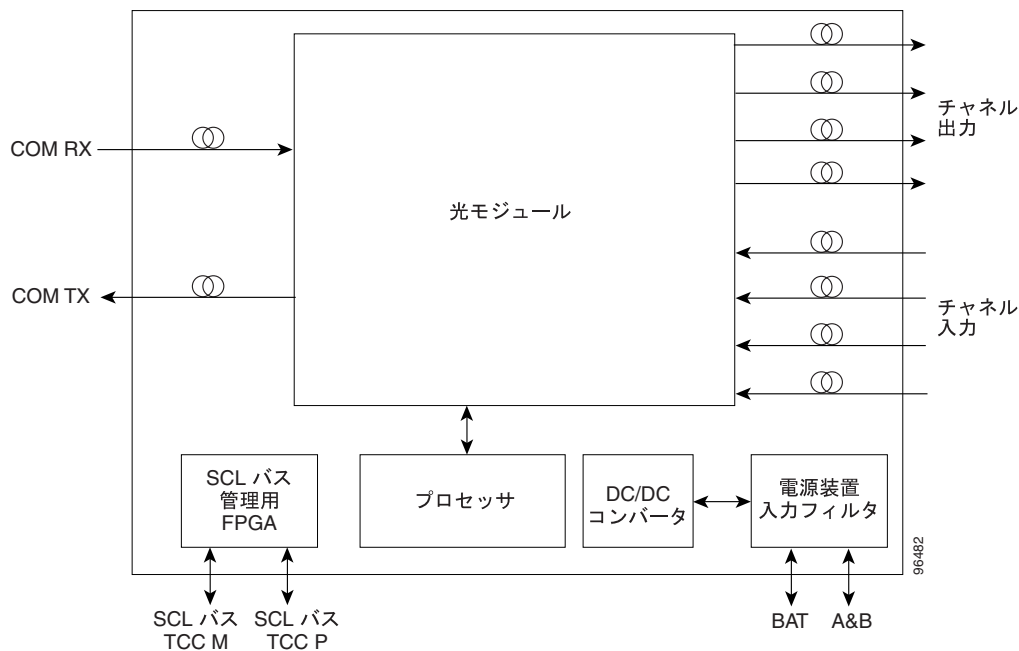 チャネル
出力
COM RX
光モジュール
COM TX
チャネル
入力
SCL バス
管理用
FPGA
プロセッサ
DC/DC
コンバータ
電源装置
入力フィルタ
96482
SCL バス
TCC M
SCL バス
TCC P
BAT
A&B